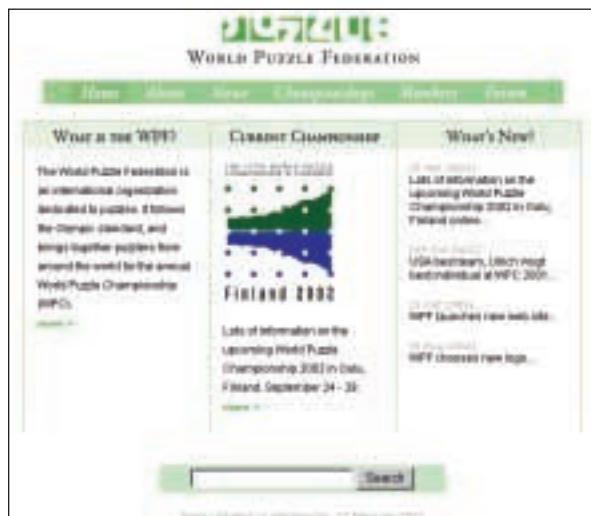 WORLD PUZZLE FEDERATION
Home About News Championships Members Forum
WHAT IS THE WPF?
The World Puzzle Federation is
an international organization
dedicated to puzzles. It follows
the Olympic standard, and
brings together puzzlers from
around the world for the annual
World Puzzle Championship
(WPC).
more >
CURRENT CHAMPIONSHIP
Finland 2002
Lots of information on the
upcoming World Puzzle
Championship 2002 in Oulu,
Finland. September 24 - 29.
more >
WHAT'S NEW?
Lots of information on the
upcoming World Puzzle
Championship 2002 in Oulu,
Finland online...
USA best team, Ulrich Voigt
best individual at WPC 2001...
WPF launches new web site...
WPF chooses new logo...
Search